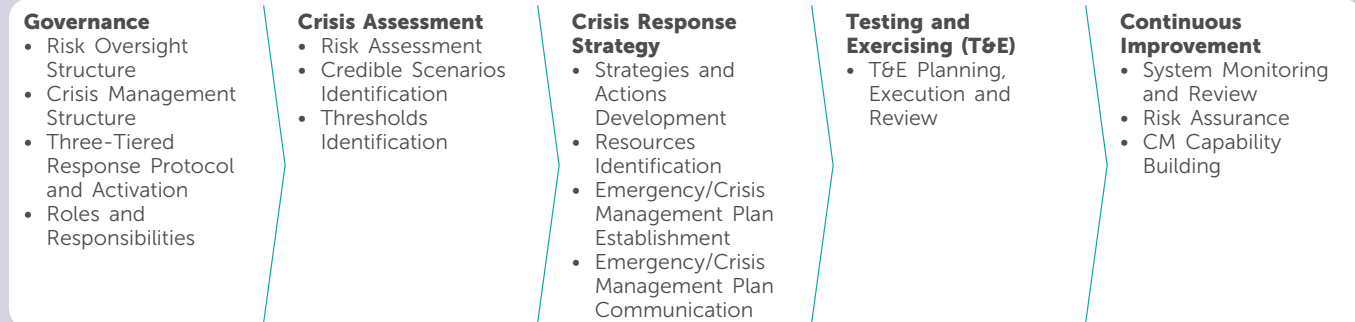 Governance
• Risk Oversight
Structure
• Crisis Management
Structure
• Three-Tiered
Response Protocol
and Activation
• Roles and
Responsibilities
Crisis Assessment
• Risk Assessment
• Credible Scenarios
Identification
• Thresholds
Identification
Crisis Response
Strategy
• Strategies and
Actions
Development
• Resources
Identification
• Emergency/Crisis
Management Plan
Establishment
• Emergency/Crisis
Management Plan
Communication
Testing and
Exercising (T&E)
• T&E Planning,
Execution and
Review
Continuous
Improvement
• System Monitoring
and Review
• Risk Assurance
• CM Capability
Building